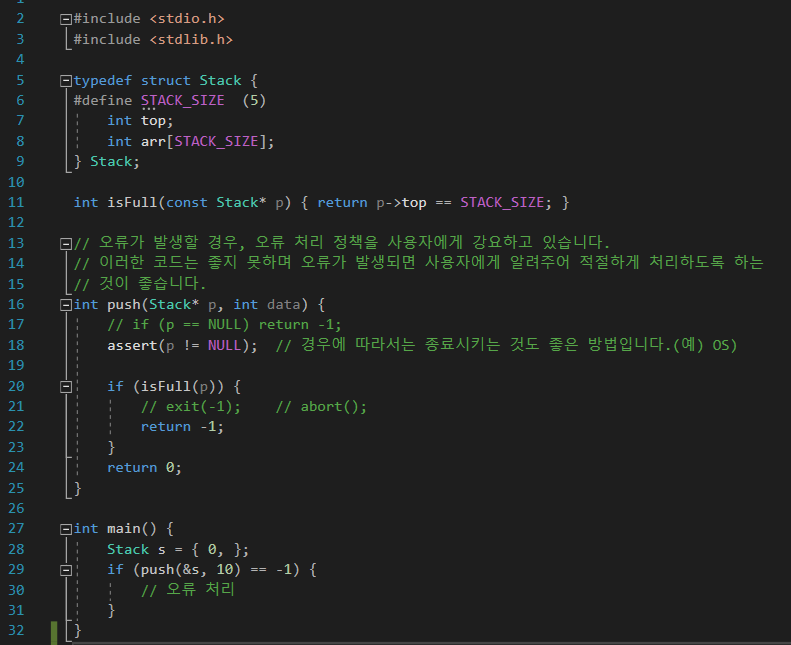 1
2 #include <stdio.h>
3 #include <stdlib.h>
4
5 typedef struct Stack {
6 #define STACK_SIZE  (5)
7     int top;
8     int arr[STACK_SIZE];
9 } Stack;
10
11 int isFull(const Stack* p) { return p->top == STACK_SIZE; }
12
13 // 오류가 발생할 경우, 오류 처리 정책을 사용자에게 강요하고 있습니다.
14 // 이러한 코드는 좋지 못하며 오류가 발생되면 사용자에게 알려주어 적절하게 처리하도록 하는
15 // 것이 좋습니다.
16 int push(Stack* p, int data) {
17     // if (p == NULL) return -1;
18     assert(p != NULL);  // 경우에 따라서는 종료시키는 것도 좋은 방법입니다.(예) OS)
19
20     if (isFull(p)) {
21         // exit(-1);    // abort();
22         return -1;
23     }
24     return 0;
25 }
26
27 int main() {
28     Stack s = { 0, };
29     if (push(&s, 10) == -1) {
30         // 오류 처리
31     }
32 }